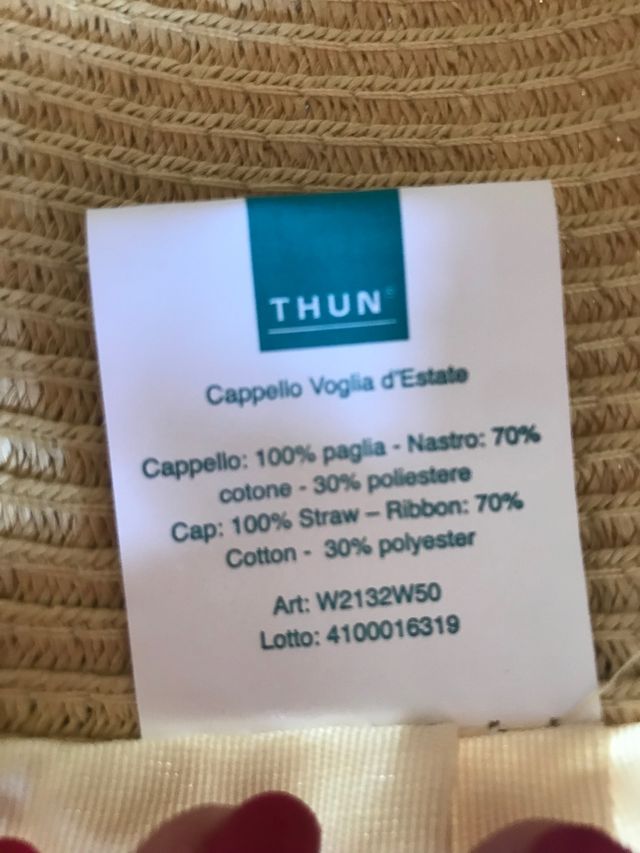 THUN®
Cappello Voglia d'Estate
Cappello: 100% paglia - Nastro: 70%
cotone - 30% poliestere
Cap: 100% Straw – Ribbon: 70%
Cotton - 30% polyester
Art: W2132W50
Lotto: 4100016319